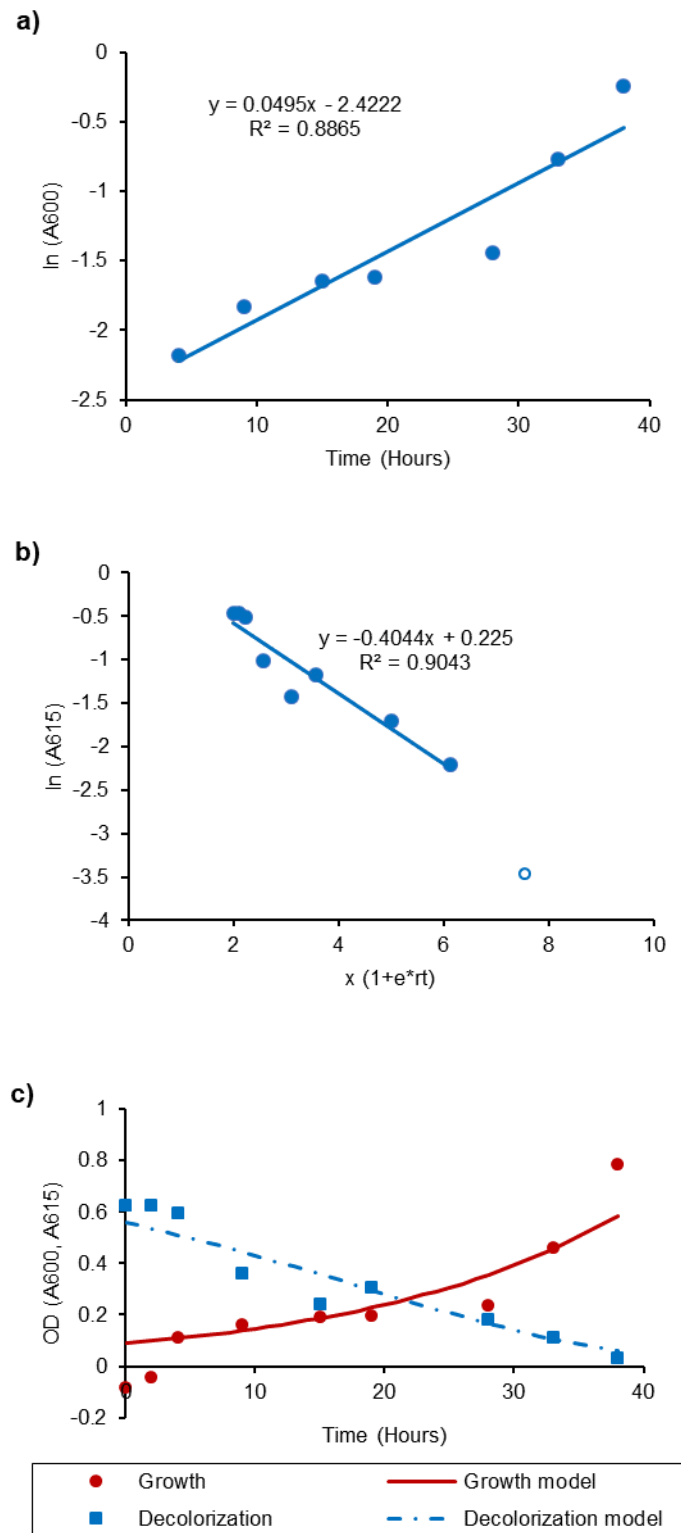 a)
0
-0.5
-1
-1.5
-2
-2.5
ln (A600)
y = 0.0495x - 2.4222
R² = 0.8865
0 10 20 30 40
Time (Hours)
b)
0
-0.5
-1
-1.5
-2
-2.5
-3
-3.5
-4
ln (A615)
y = -0.4044x + 0.225
R² = 0.9043
0 2 4 6 8 10
x (1+e*rt)
c)
1
0.8
0.6
0.4
0.2
0
-0.2
OD (A600, A615)
0 10 20 30 40
Time (Hours)
Growth Growth model
Decolorization Decolorization model